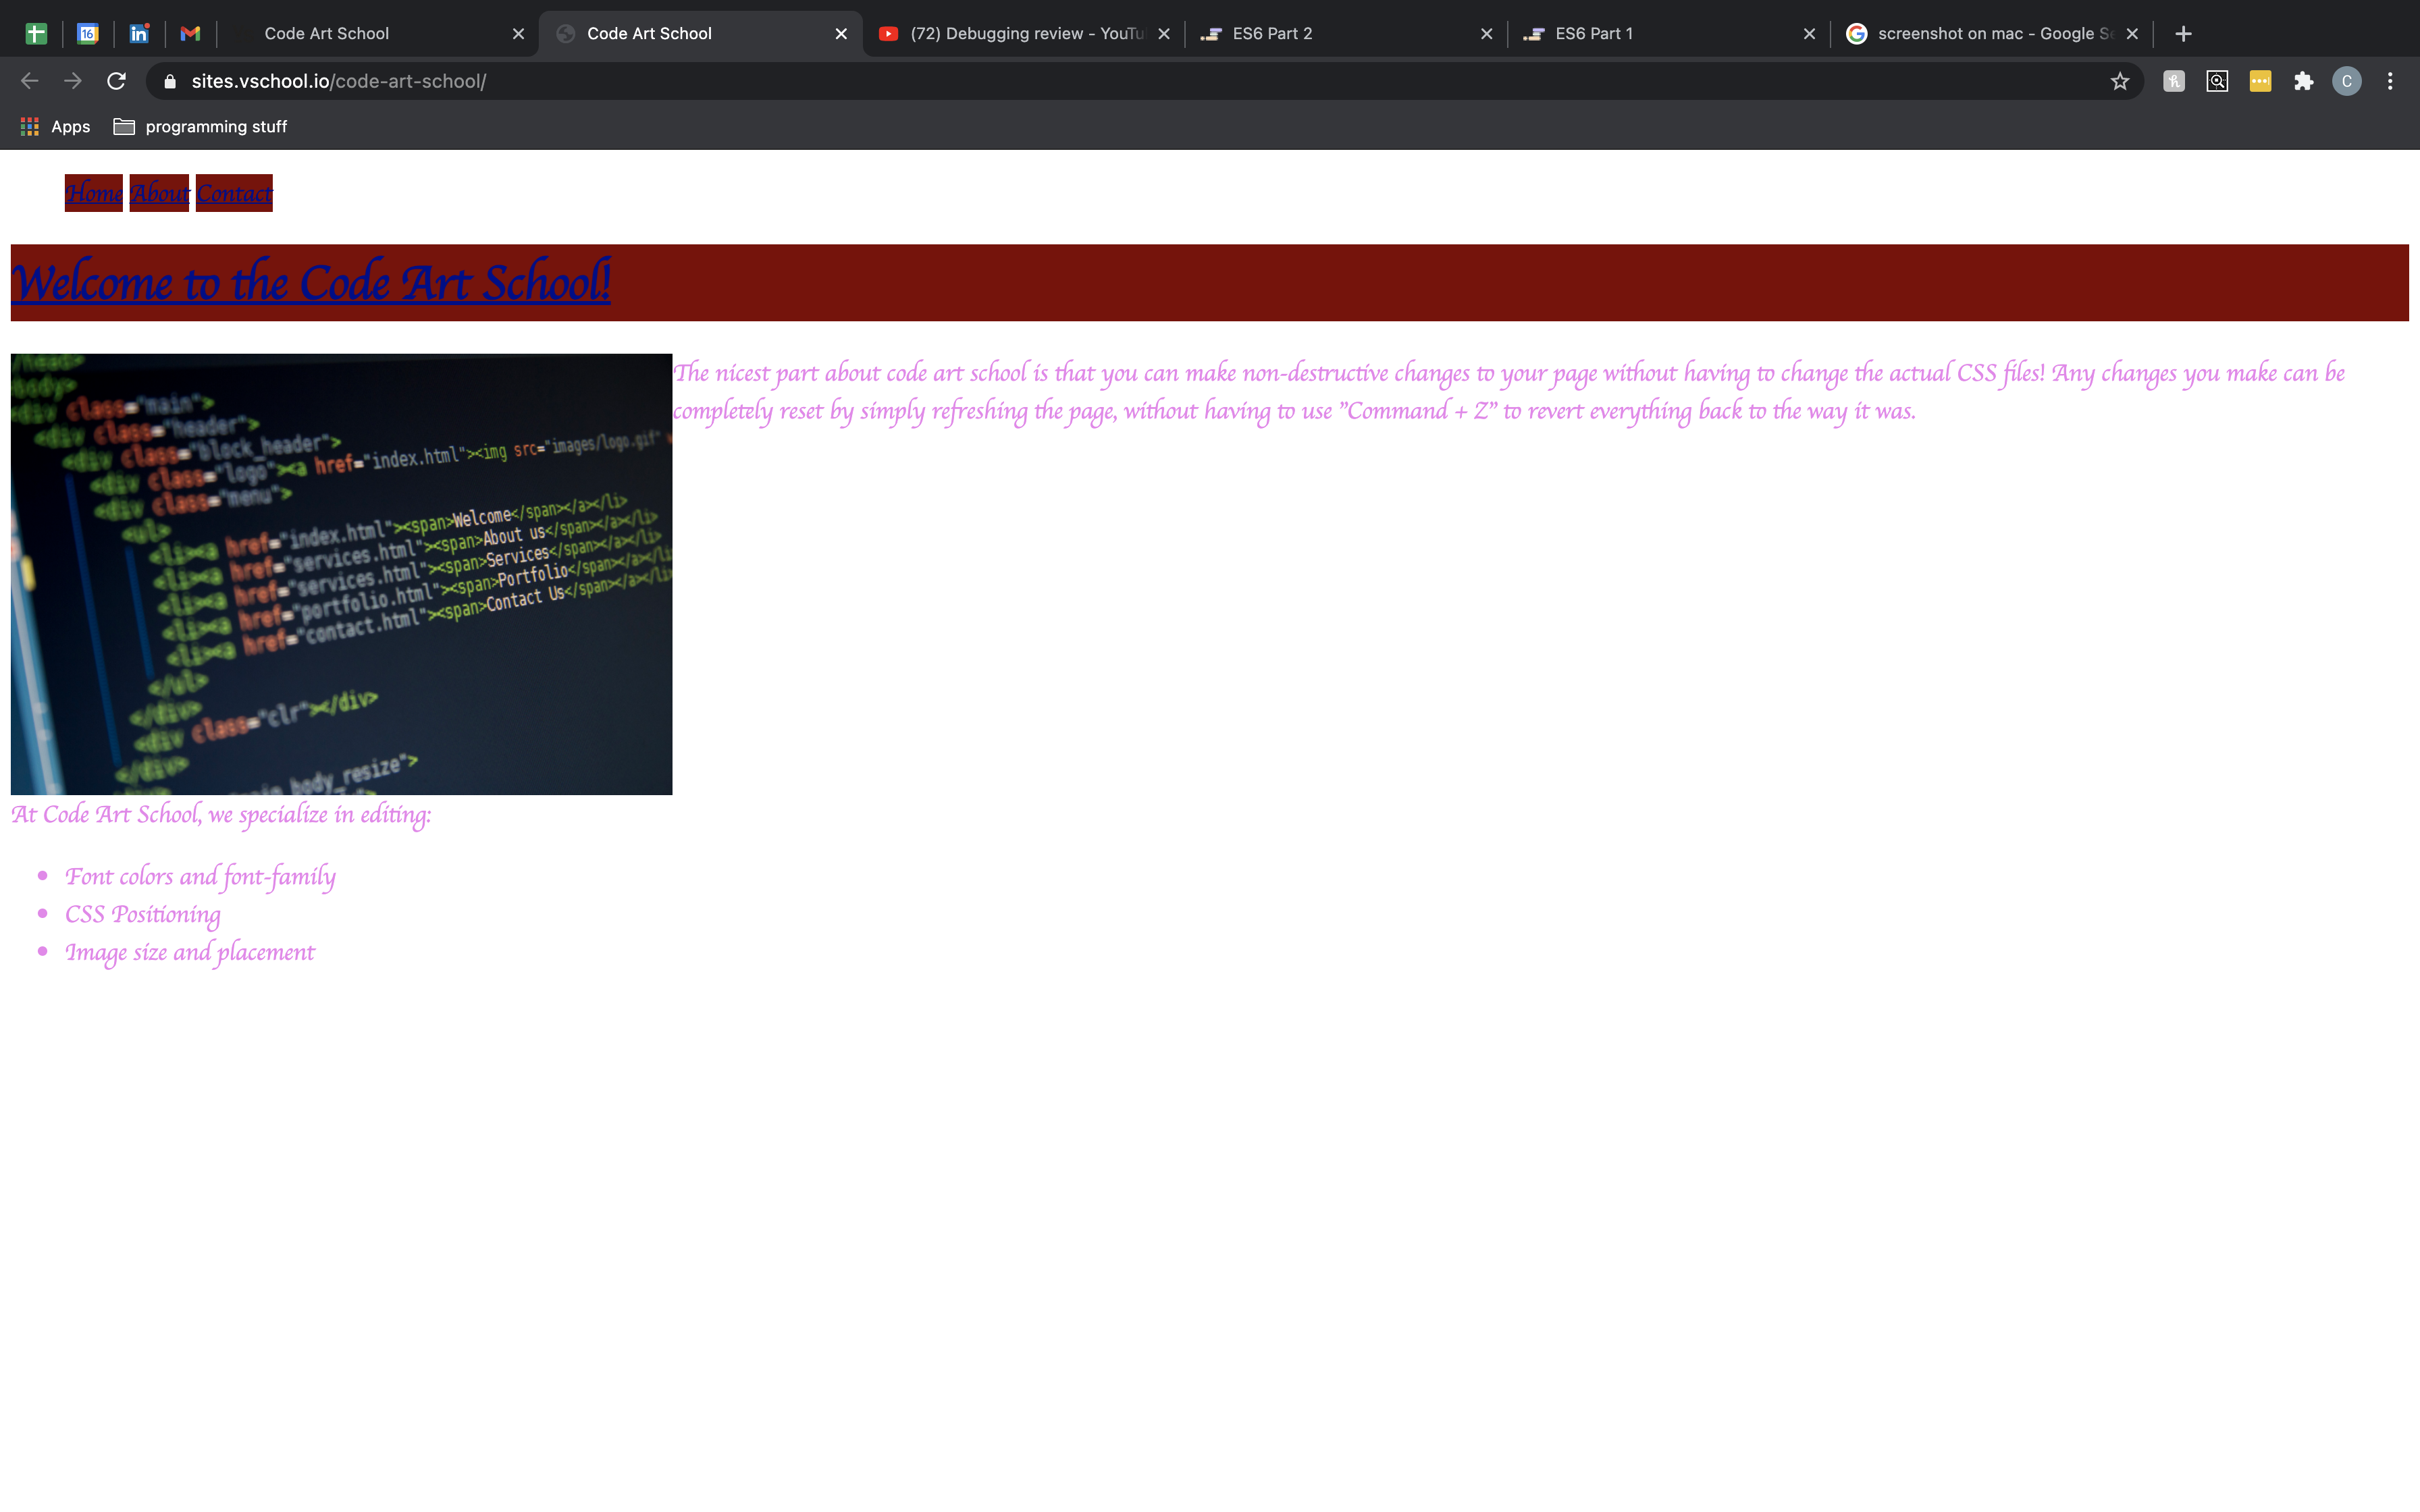 16
in
Code Art School
Code Art School
(72) Debugging review - YouTu
ES6 Part 2
ES6 Part 1
screenshot on mac - Google Se
sites.vschool.io/code-art-school/
C
Apps
programming stuff
Home About Contact
Welcome to the Code Art School!
The nicest part about code art school is that you can make non-destructive changes to your page without having to change the actual CSS files! Any changes you make can be
completely reset by simply refreshing the page, without having to use "Command + Z" to revert everything back to the way it was.
/head>
body>
<div class="main">
<div class="header">
<div class="block_header">
<div class="logo"><a href="index.html"><img src="images/logo.gif"
<div class="menu">
<ul>
<li><a href="index.html"><span>Welcome</span></a></li>
<li><a href="services.html"><span>About us</span></a></li>
<li><a href="services.html"><span>Services</span></a></li>
<li><a href="portfolio.html"><span>Portfolio</span></a></li>
<li><a href="contact.html"><span>Contact Us</span></a></li>
</ul>
</div>
<div class="clr"></div>
</div>
main_body_resize">
At Code Art School, we specialize in editing:
• Font colors and font-family
• CSS Positioning
• Image size and placement